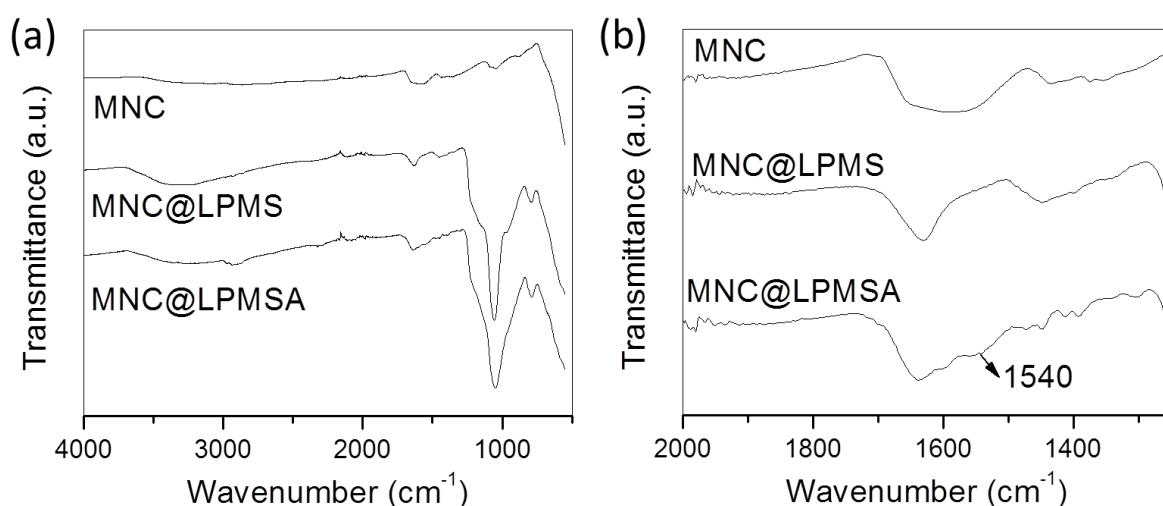 (a)
Transmittance (a.u.)
MNC
MNC@LPMS
MNC@LPMSA
4000 3000 2000 1000
Wavenumber (cm⁻¹)
(b)
Transmittance (a.u.)
MNC
MNC@LPMS
MNC@LPMSA
1540
2000 1800 1600 1400
Wavenumber (cm⁻¹)